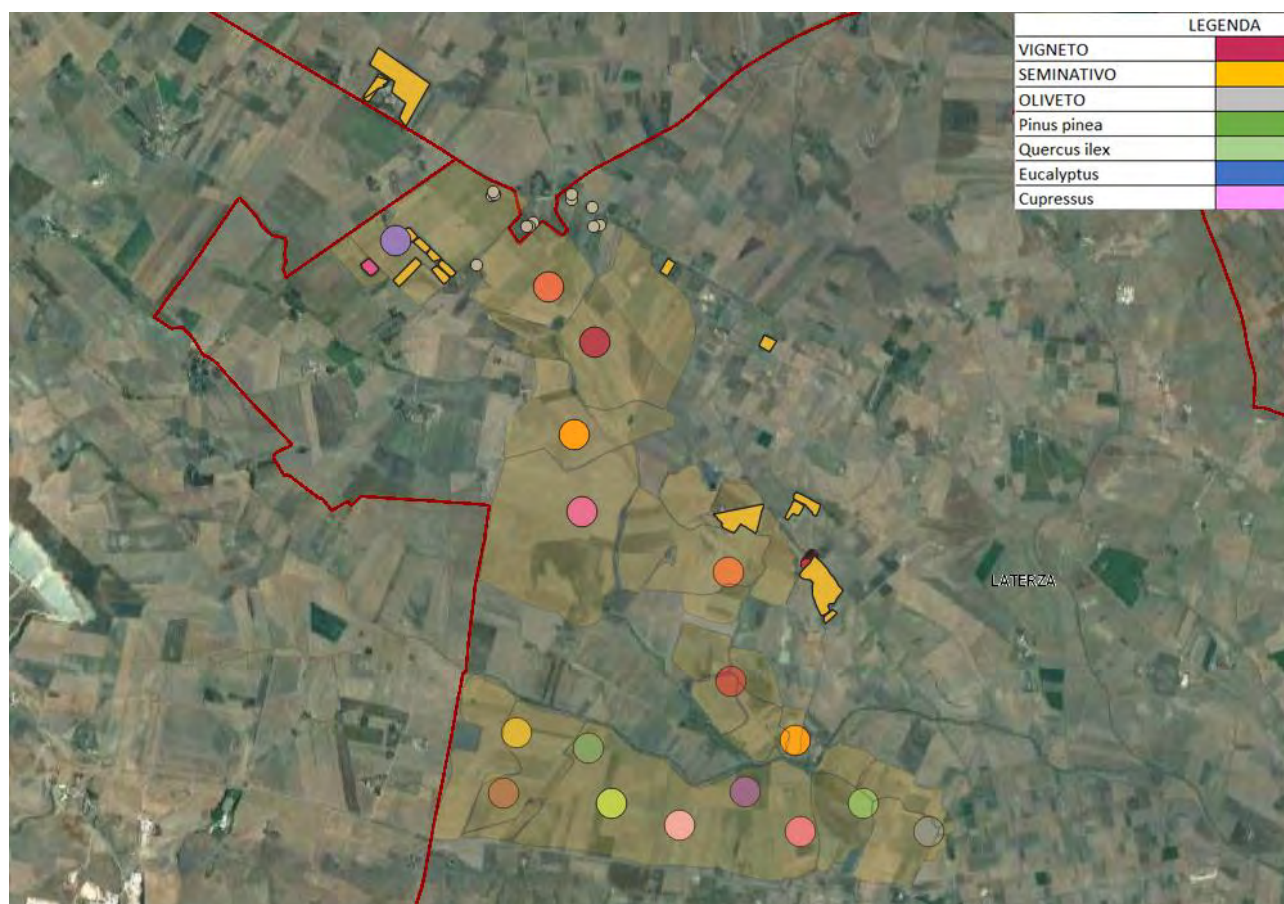 LEGENDA
VIGNETO
SEMINATIVO
OLIVETO
Pinus pinea
Quercus ilex
Eucalyptus
Cupressus
LATERZA